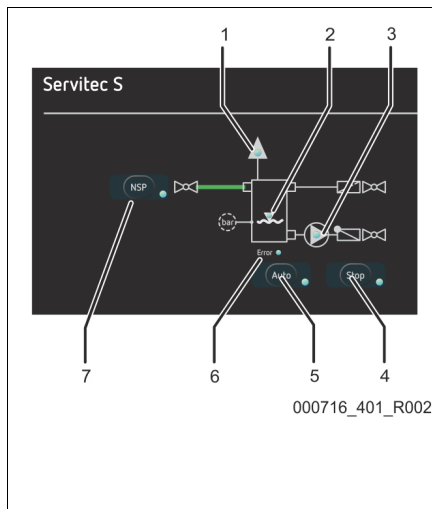 1 2 3
Servitec S
NSP
bar
Error
Auto Stop
7 6 5 4
000716_401_R002